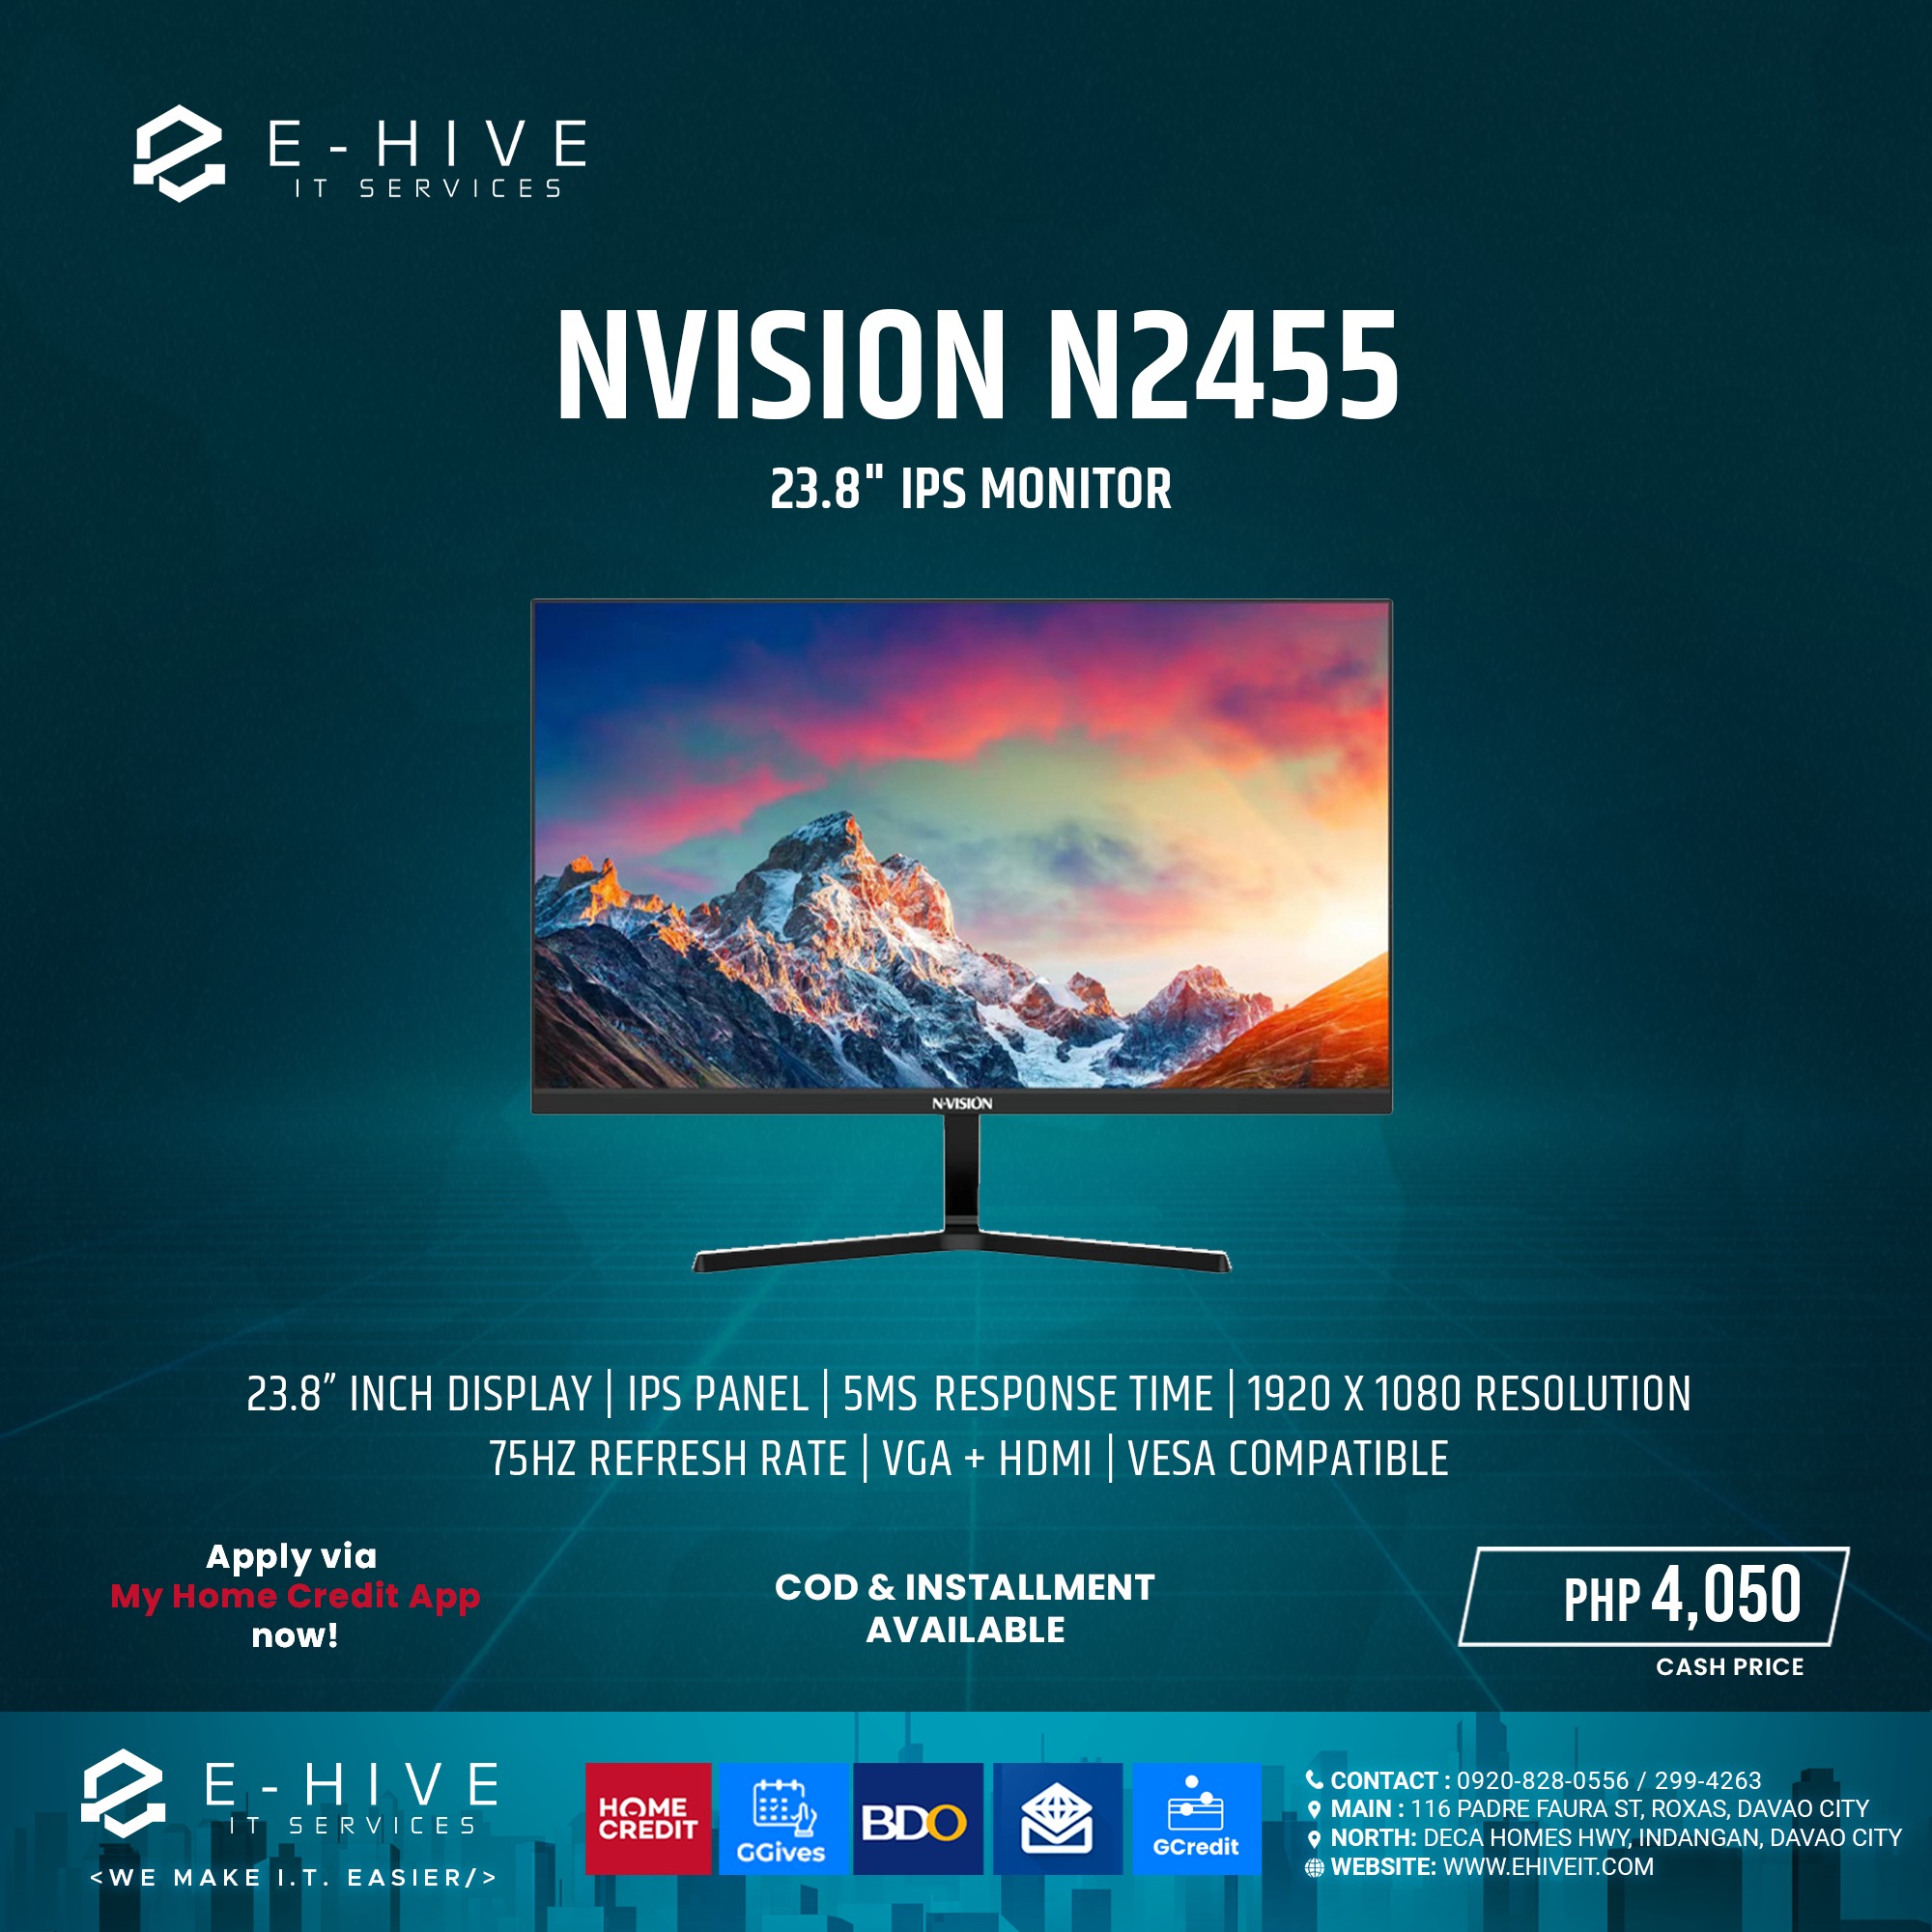 E-HIVE
IT SERVICES
NVISION N2455
23.8" IPS MONITOR
N-VISION
23.8" INCH DISPLAY | IPS PANEL | 5MS RESPONSE TIME | 1920 X 1080 RESOLUTION
75HZ REFRESH RATE | VGA + HDMI | VESA COMPATIBLE
Apply via
My Home Credit App
now!
COD & INSTALLMENT
AVAILABLE
PHP 4,050
CASH PRICE
E-HIVE
IT SERVICES
<WE MAKE I.T. EASIER/>
HOME
CREDIT
GGives
BDO
GCredit
CONTACT : 0920-828-0556 / 299-4263
MAIN : 116 PADRE FAURA ST, ROXAS, DAVAO CITY
NORTH: DECA HOMES HWY, INDANGAN, DAVAO CITY
WEBSITE: WWW.EHIVEIT.COM